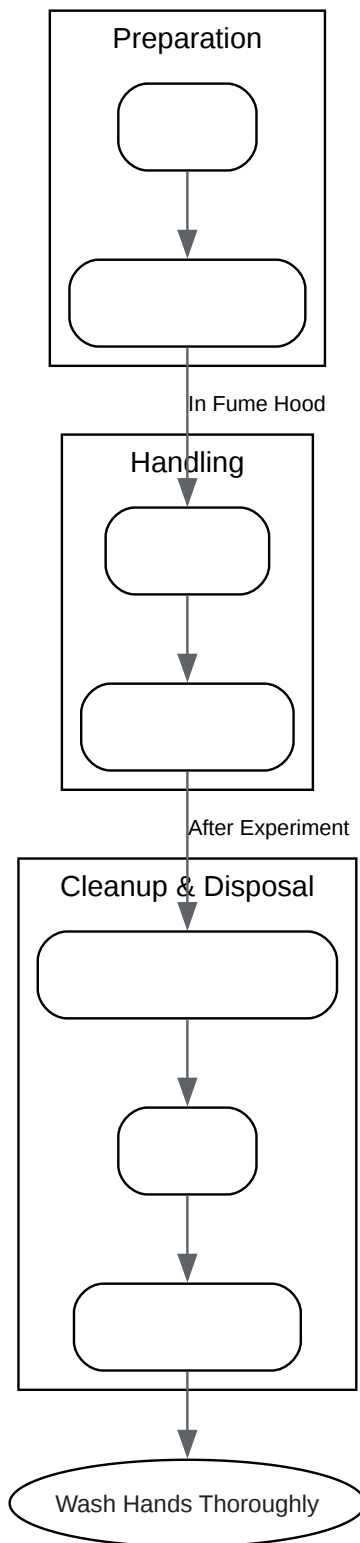 Preparation
In Fume Hood
Handling
After Experiment
Cleanup & Disposal
Wash Hands Thoroughly